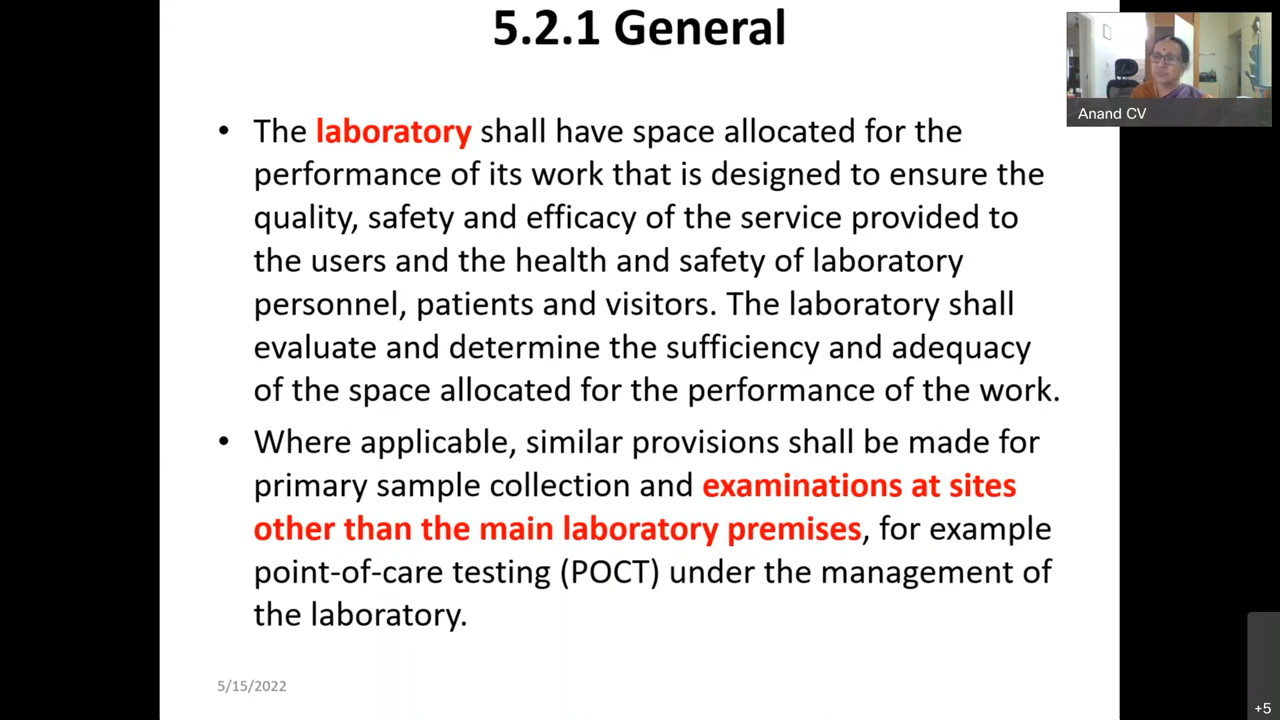 5.2.1 General
Anand CV
• The laboratory shall have space allocated for the
performance of its work that is designed to ensure the
quality, safety and efficacy of the service provided to
the users and the health and safety of laboratory
personnel, patients and visitors. The laboratory shall
evaluate and determine the sufficiency and adequacy
of the space allocated for the performance of the work.
• Where applicable, similar provisions shall be made for
primary sample collection and examinations at sites
other than the main laboratory premises, for example
point-of-care testing (POCT) under the management of
the laboratory.
5/15/2022
+5